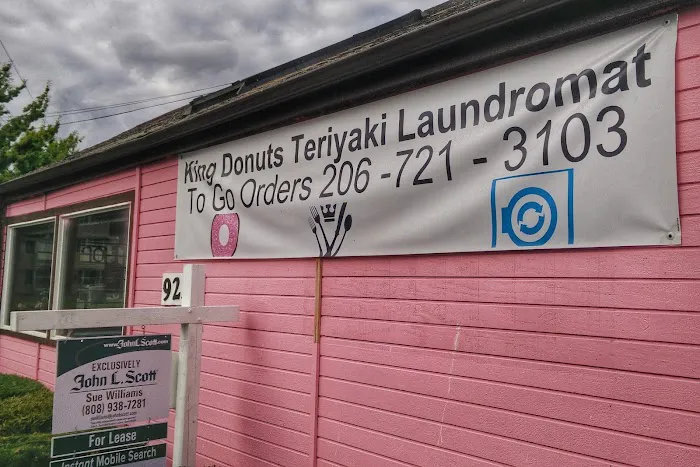 King Donuts Teriyaki Laundromat
To Go Orders 206 -721 - 3103
92
www.JohnLScott.com
EXCLUSIVELY
John L. Scott
Sue Williams
(808) 938-7281
For Lease
Instant Mobile Search